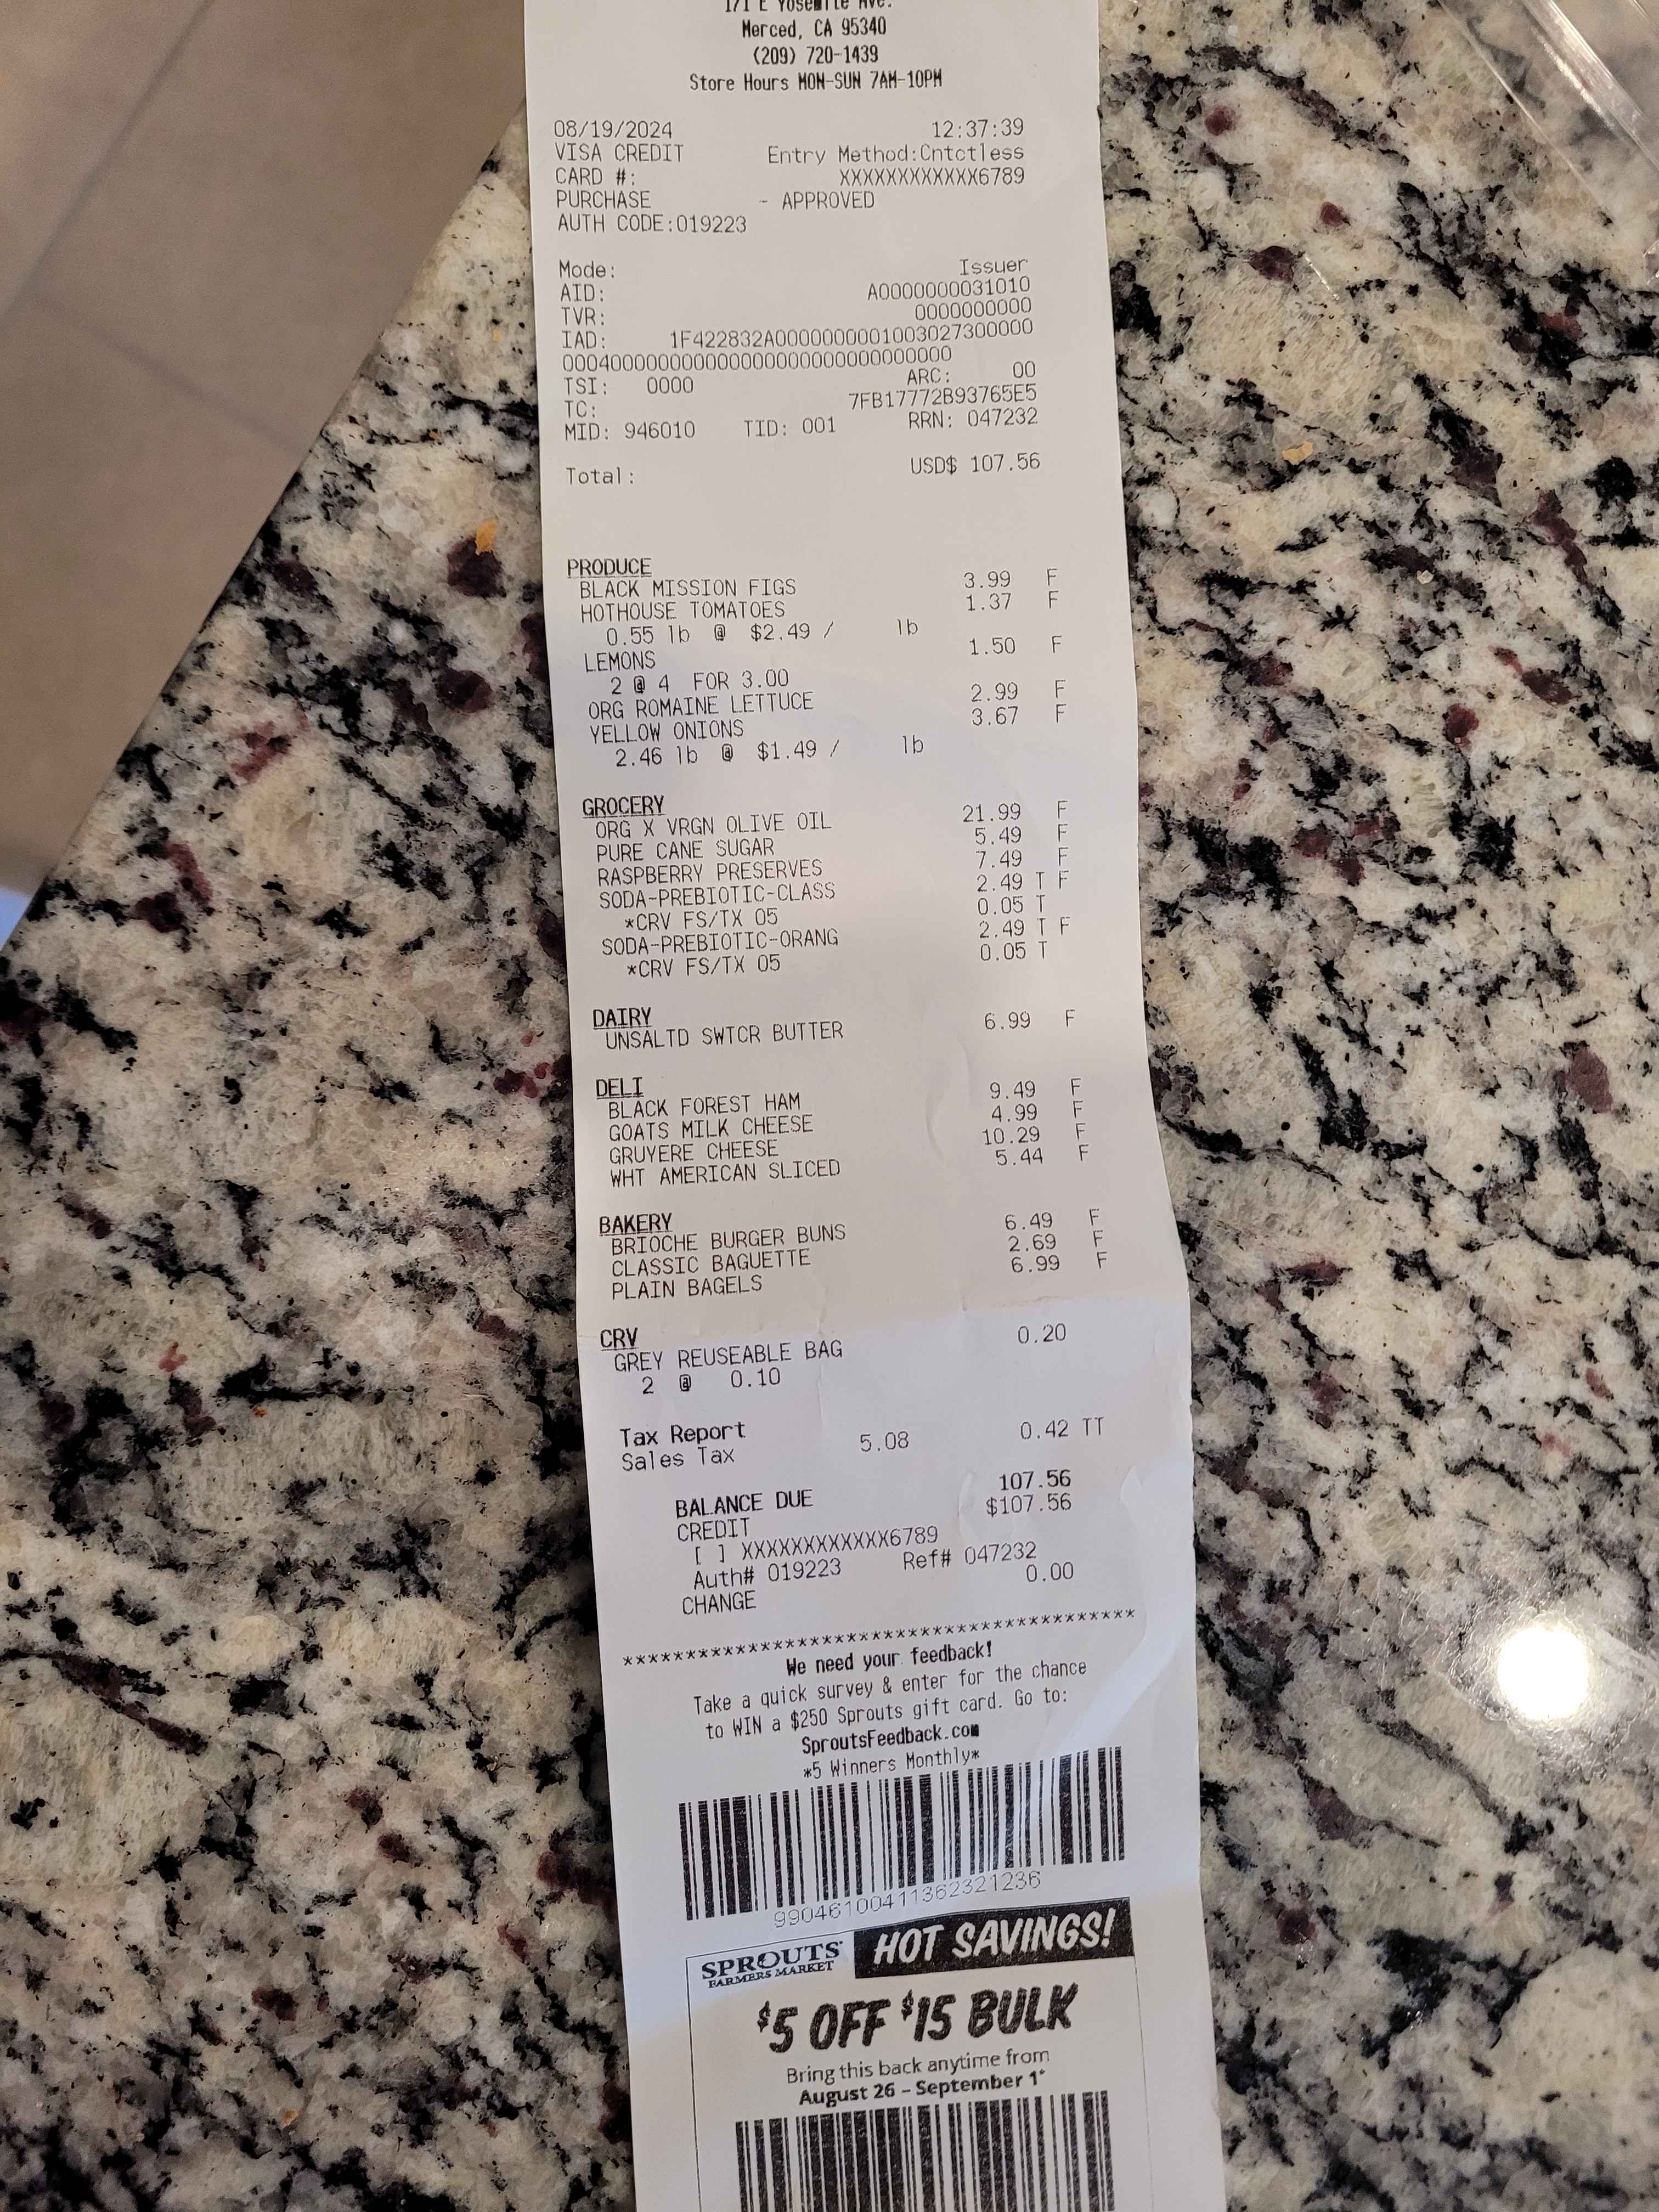 171 E Yosemite Ave.
Merced, CA 95340
(209) 720-1439
Store Hours MON-SUN 7AM-10PM
08/19/2024 12:37:39
VISA CREDIT Entry Method:Cntctless
CARD #: XXXXXXXXXXXX6789
PURCHASE - APPROVED
AUTH CODE:019223
Mode: Issuer
AID: A0000000031010
TVR: 0000000000
IAD: 1F422832A0000000001003027300000
TSI: 0000 ARC: 00
TC: 7FB17772B93765E5
MID: 946010 TID: 001 RRN: 047232
Total: USD$ 107.56
PRODUCE
BLACK MISSION FIGS 3.99 F
HOTHOUSE TOMATOES 1.37 F
0.55 lb @ $2.49 / lb
LEMONS 1.50 F
2 @ 4 FOR 3.00
ORG ROMAINE LETTUCE 2.99 F
YELLOW ONIONS 3.67 F
2.46 lb @ $1.49 / lb
GROCERY
ORG X VRGN OLIVE OIL 21.99 F
PURE CANE SUGAR 5.49 F
RASPBERRY PRESERVES 7.49 F
SODA-PREBIOTIC-CLASS 2.49 T F
*CRV FS/TX 05 0.05 T
SODA-PREBIOTIC-ORANG 2.49 T F
*CRV FS/TX 05 0.05 T
DAIRY
UNSALTD SWTCR BUTTER 6.99 F
DELI
BLACK FOREST HAM 9.49 F
GOATS MILK CHEESE 4.99 F
GRUYERE CHEESE 10.29 F
WHT AMERICAN SLICED 5.44 F
BAKERY
BRIOCHE BURGER BUNS 6.49 F
CLASSIC BAGUETTE 2.69 F
PLAIN BAGELS 6.99 F
CRV
GREY REUSEABLE BAG 0.20
2 @ 0.10
Tax Report
Sales Tax 5.08 0.42 TT
BALANCE DUE 107.56
CREDIT $107.56
[ ] XXXXXXXXXXXX6789
Auth# 019223 Ref# 047232
CHANGE 0.00
*****************************************
We need your feedback!
Take a quick survey & enter for the chance
to WIN a $250 Sprouts gift card. Go to:
SproutsFeedback.com
*5 Winners Monthly*
99046100411362321236
SPROUTS FARMERS MARKET HOT SAVINGS!
$5 OFF $15 BULK
Bring this back anytime from
August 26 – September 1*